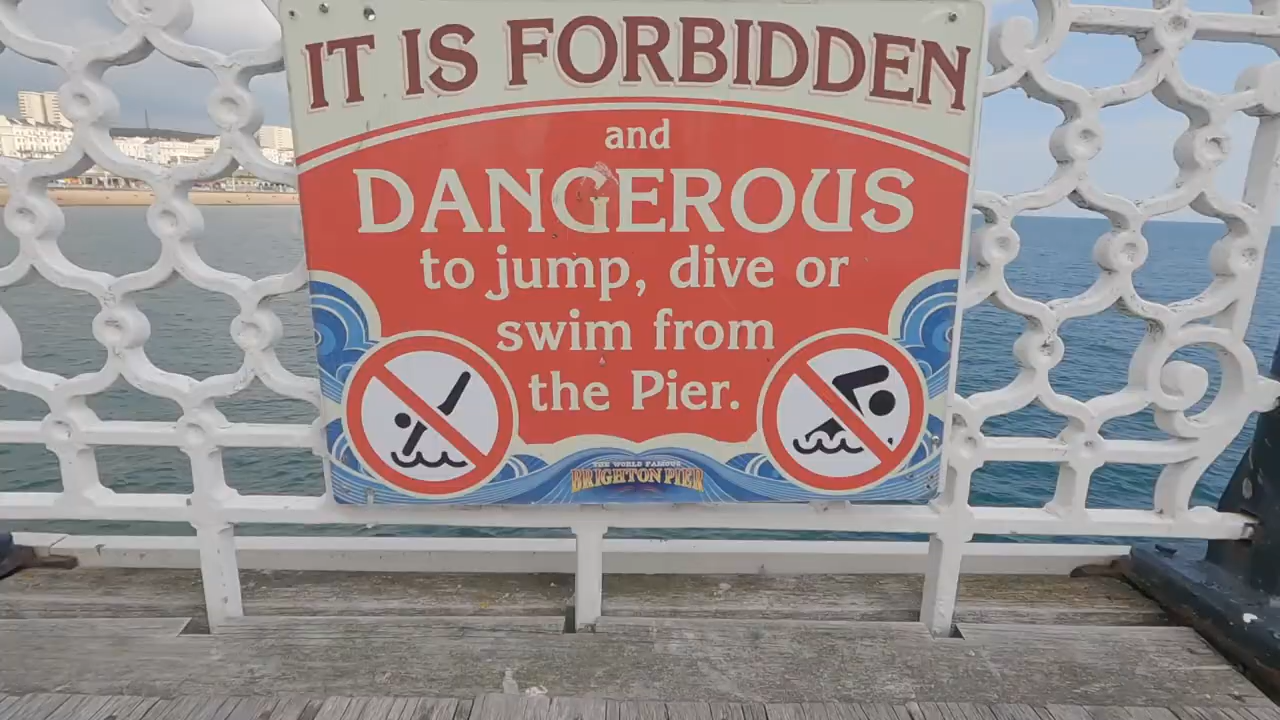 IT IS FORBIDDEN
and
DANGEROUS
to jump, dive or
swim from
the Pier.
THE WORLD FAMOUS
BRIGHTON PIER